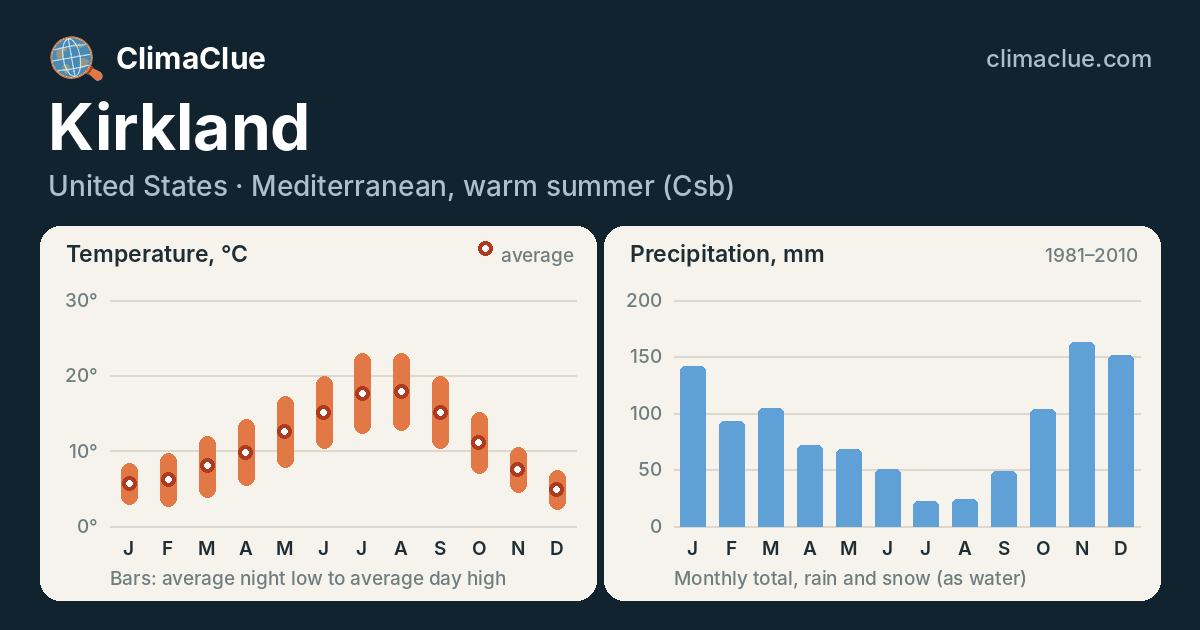 ClimaClue
climaclue.com
Kirkland
United States · Mediterranean, warm summer (Csb)
Temperature, °C
average
30°
20°
10°
0°
J F M A M J J A S O N D
Bars: average night low to average day high
Precipitation, mm
1981–2010
200
150
100
50
0
J F M A M J J A S O N D
Monthly total, rain and snow (as water)